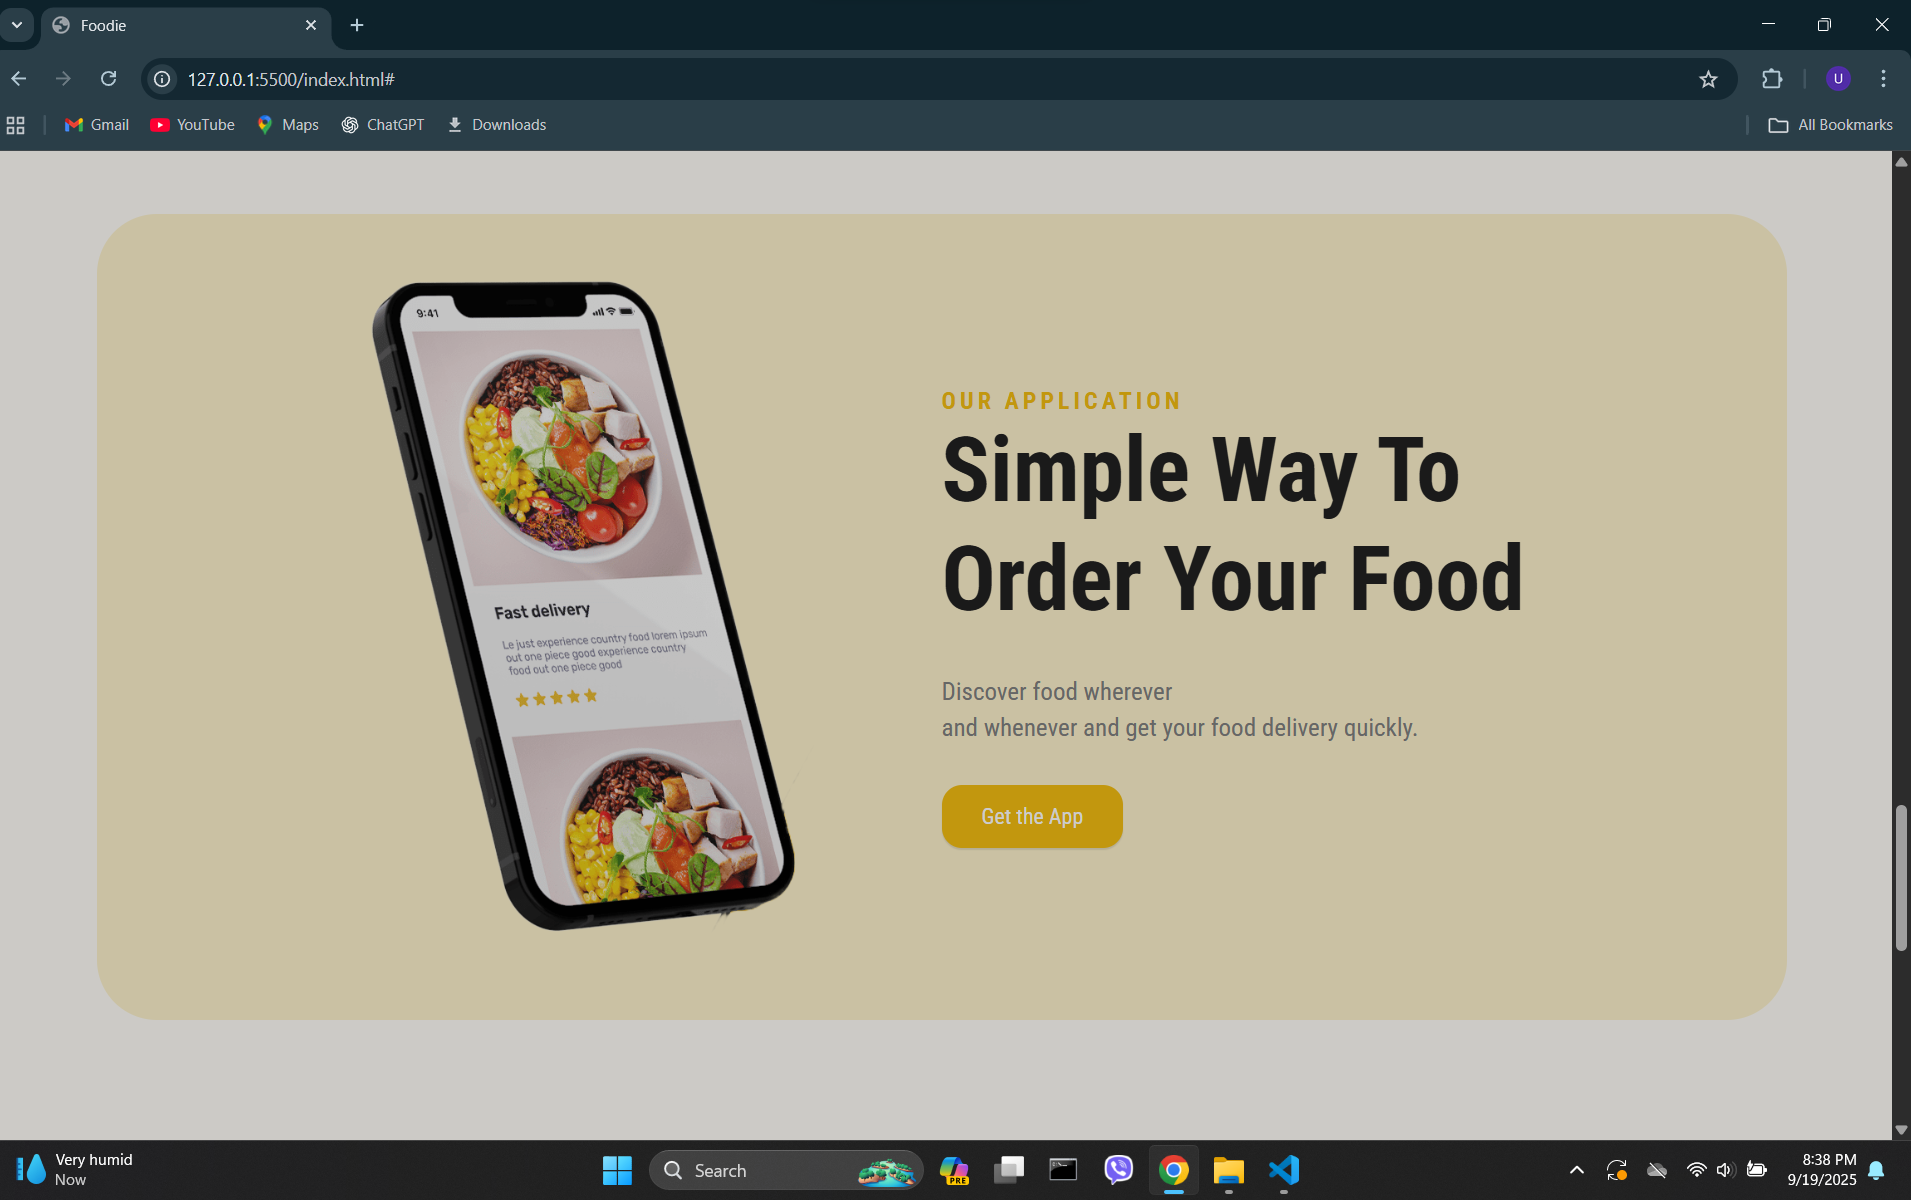 Foodie
127.0.0.1:5500/index.html#
U
Gmail
YouTube
Maps
ChatGPT
Downloads
All Bookmarks
9:41
Fast delivery
Le just experience country food lorem ipsum
out one piece good experience country
food out one piece good
OUR APPLICATION
Simple Way To
Order Your Food
Discover food wherever
and whenever and get your food delivery quickly.
Get the App
Very humid
Now
Search
PRE
8:38 PM
9/19/2025